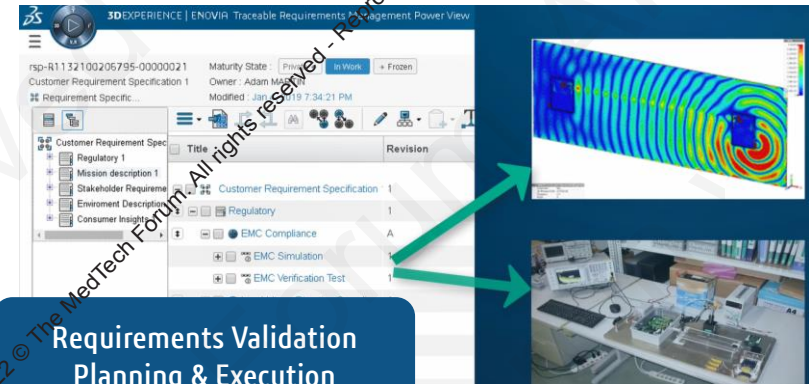 3DEXPERIENCE | ENOVIA Traceable Requirements Management Power View
rsp-R1132100206795-00000021
Maturity State : Private In Work + Frozen
Customer Requirement Specification 1
Owner : Adam MARTIN
Requirement Specific...
Modified : Jan 2019 7:34:21 PM
Customer Requirement Spec
Regulatory 1
Mission description 1
Stakeholder Requireme
Enviroment Description
Consumer Insights
Title
Revision
Customer Requirement Specification 1
Regulatory 1
EMC Compliance A
EMC Simulation 1
EMC Verification Test 1
Requirements Validation
Planning & Execution
© The MedTech Forum. All rights reserved - Repro